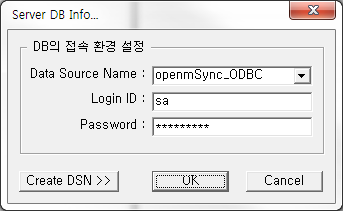 Server DB Info...
DB의 접속 환경 설정
Data Source Name : openmSync_ODBC
Login ID : sa
Password : *********
Create DSN >> OK Cancel